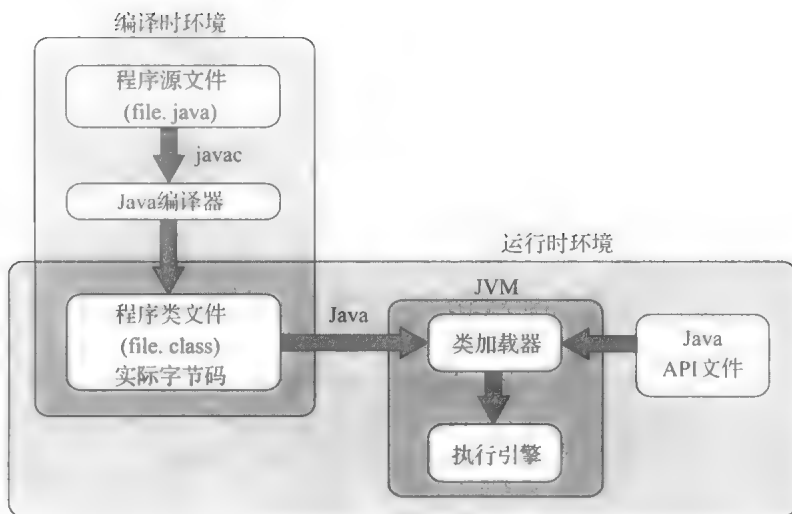 编译时环境
程序源文件
(file. java)
javac
Java编译器
运行时环境
程序类文件
(file. class)
实际字节码
Java
JVM
类加载器
执行引擎
Java
API文件